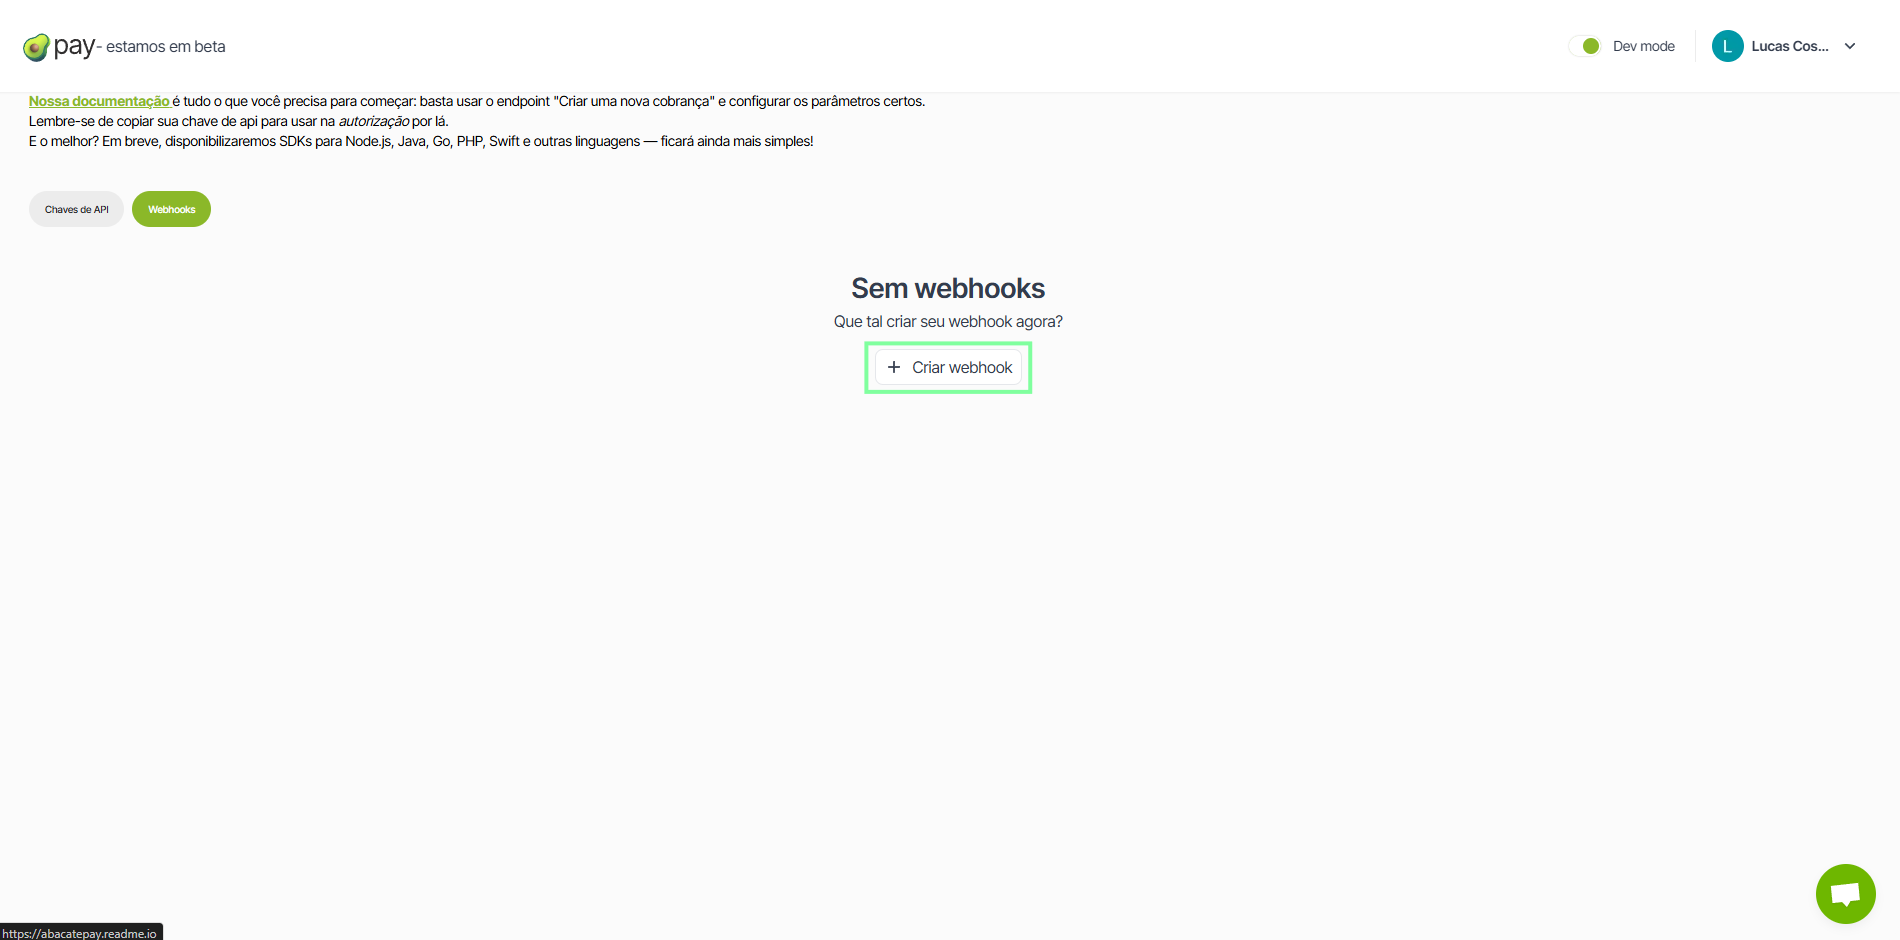 pay - estamos em beta
Dev mode
L
Lucas Cos...
Nossa documentação é tudo o que você precisa para começar: basta usar o endpoint "Criar uma nova cobrança" e configurar os parâmetros certos.
Lembre-se de copiar sua chave de api para usar na autorização por lá.
E o melhor? Em breve, disponibilizaremos SDKs para Node.js, Java, Go, PHP, Swift e outras linguagens — ficará ainda mais simples!
Chaves de API
Webhooks
Sem webhooks
Que tal criar seu webhook agora?
+ Criar webhook
https://abacatepay.readme.io